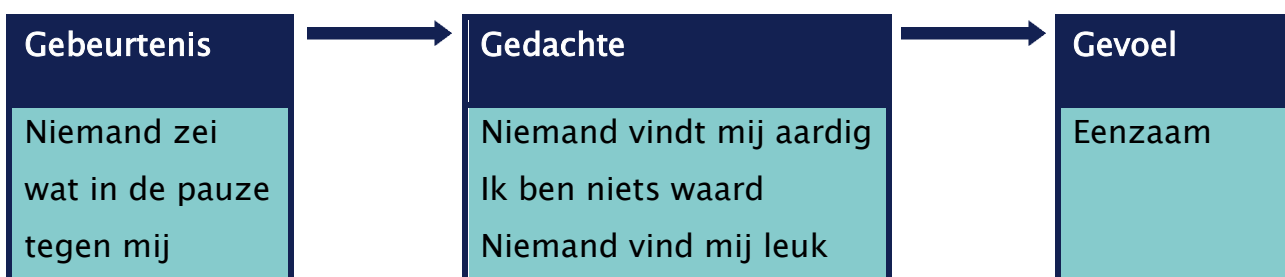 Gebeurtenis
Niemand zei
wat in de pauze
tegen mij
Gedachte
Niemand vindt mij aardig
Ik ben niets waard
Niemand vind mij leuk
Gevoel
Eenzaam